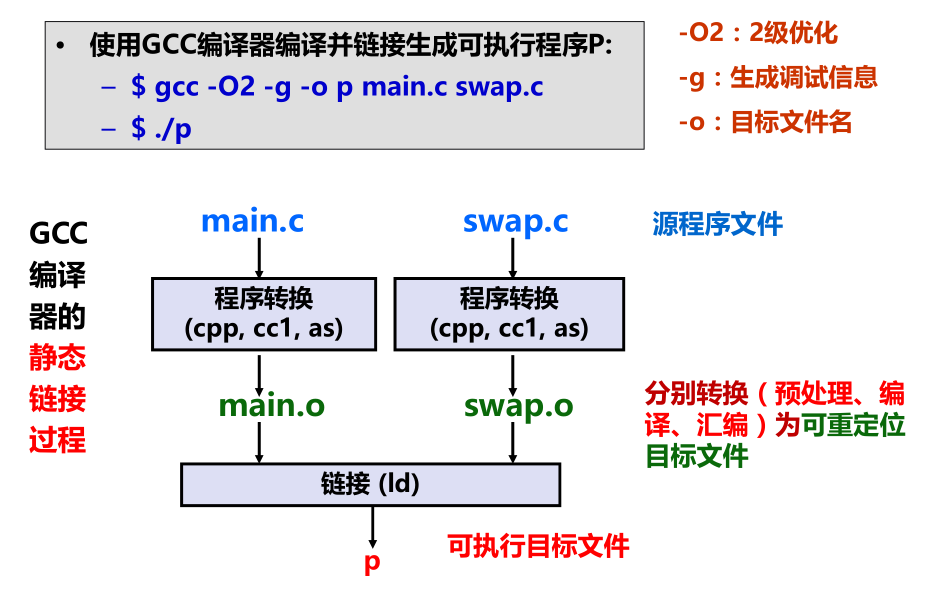 • 使用GCC编译器编译并链接生成可执行程序P:
– $ gcc -O2 -g -o p main.c swap.c
– $ ./p
-O2：2级优化
-g：生成调试信息
-o：目标文件名
GCC
编译
器的
静态
链接
过程
main.c
swap.c
源程序文件
程序转换
(cpp, cc1, as)
程序转换
(cpp, cc1, as)
main.o
swap.o
分别转换（预处理、编
译、汇编）为可重定位
目标文件
链接 (ld)
p
可执行目标文件